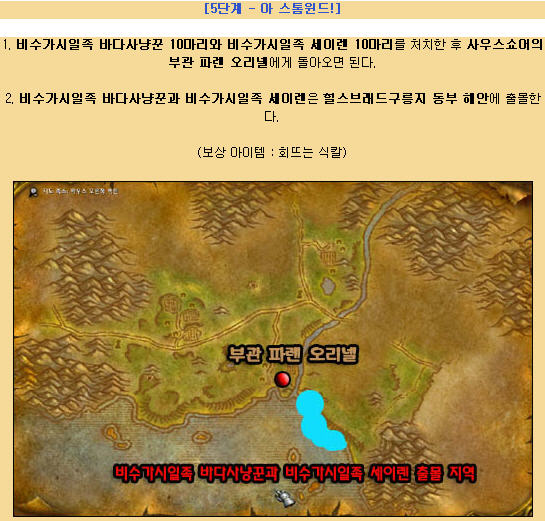 [5단계 - 아 스톰윈드!]
1. 비수가시일족 바다사냥꾼 10마리와 비수가시일족 세이렌 10마리를 처치한 후 사우스쇼어의
부관 파렌 오리넬에게 돌아오면 된다.
2. 비수가시일족 바다사냥꾼과 비수가시일족 세이렌은 힐스브래드구릉지 동부 해안에 출몰한
다.
(보상 아이템 : 회뜨는 식칼)
부관 파렌 오리넬
비수가시일족 바다사냥꾼과 비수가시일족 세이렌 출몰 지역